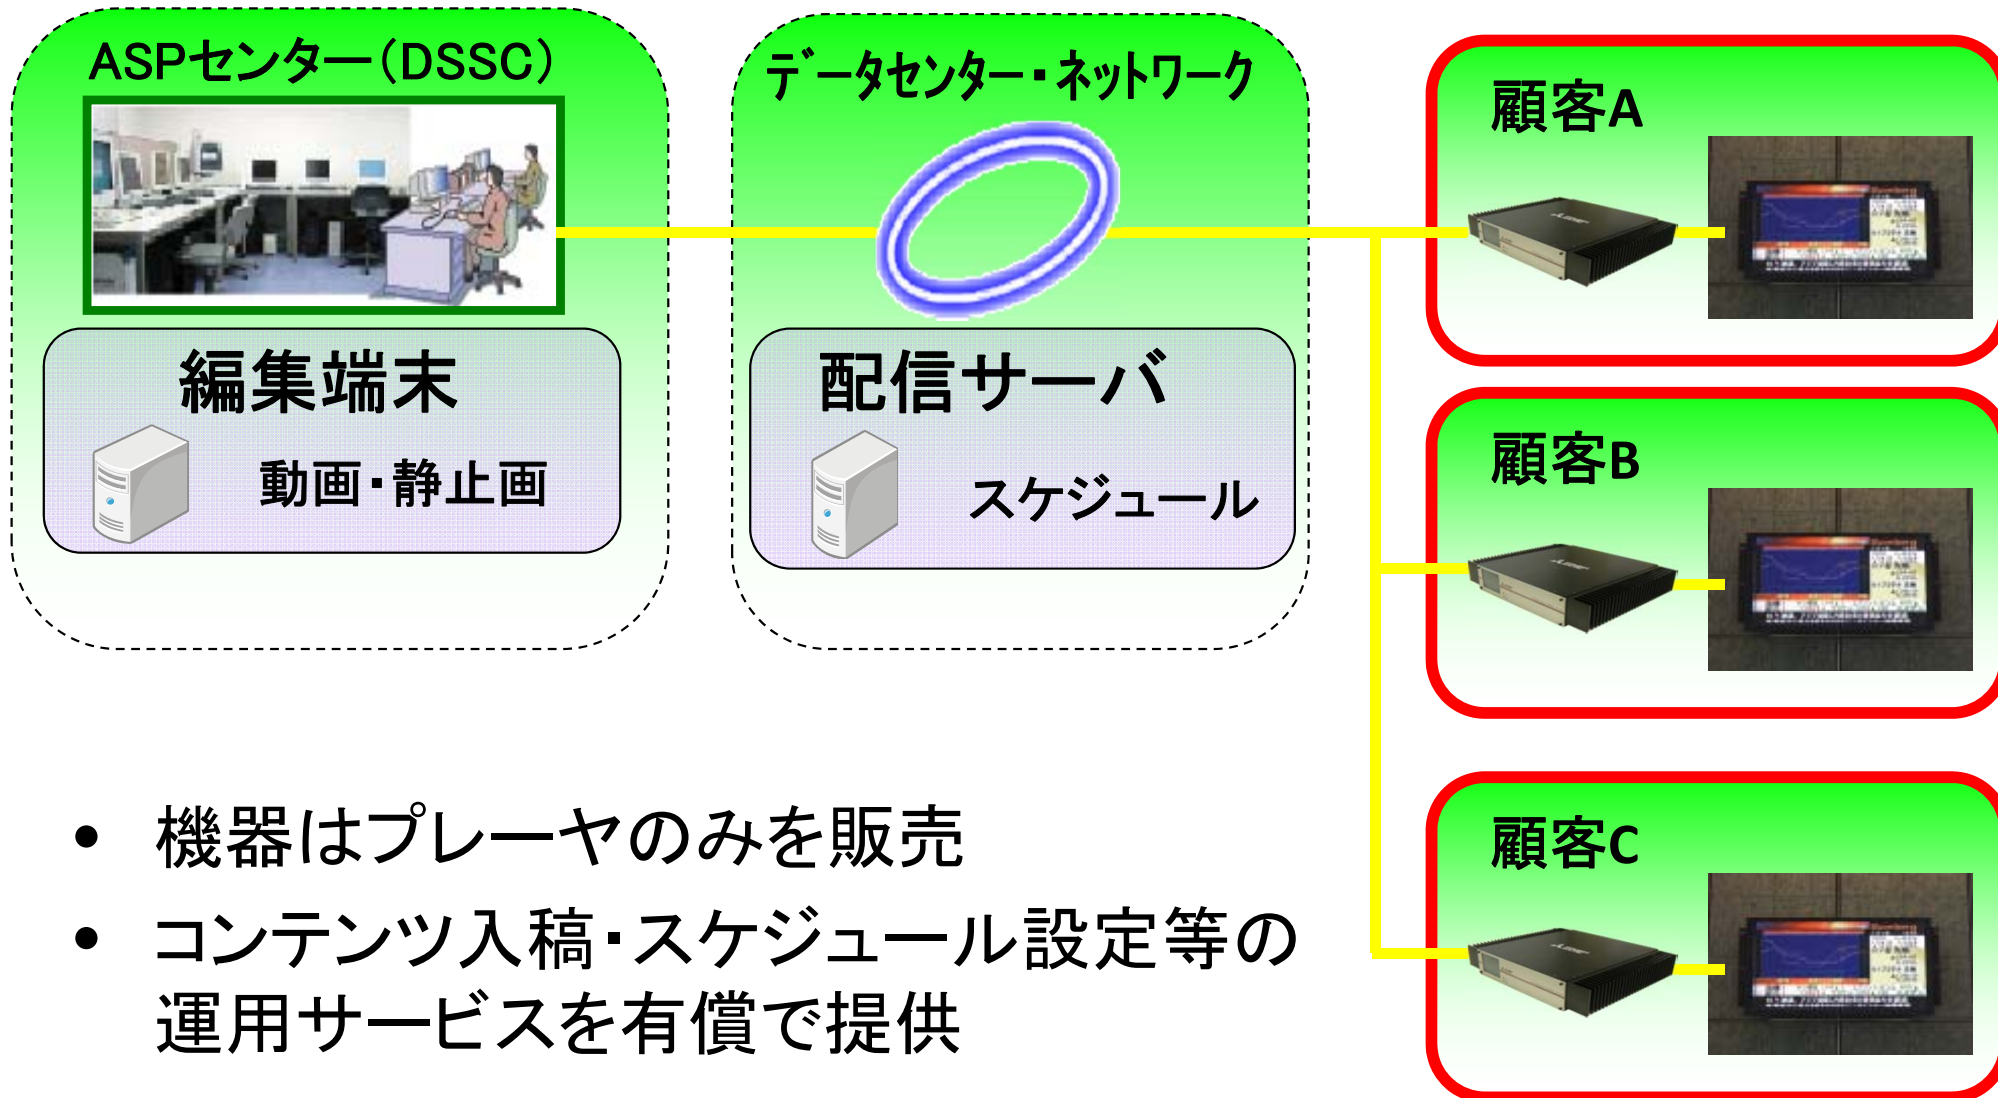 ASPセンター(DSSC)
編集端末
動画・静止画
データセンター・ネットワーク
配信サーバ
スケジュール
顧客A
顧客B
顧客C
• 機器はプレーヤのみを販売
• コンテンツ入稿・スケジュール設定等の
運用サービスを有償で提供